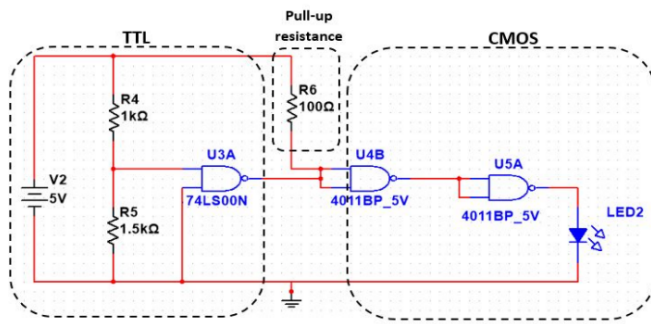 Pull-up
resistance
TTL
CMOS
R4
1kΩ
R6
100Ω
U3A
U4B
U5A
V2
5V
74LS00N
4011BP_5V
4011BP_5V
LED2
R5
1.5kΩ